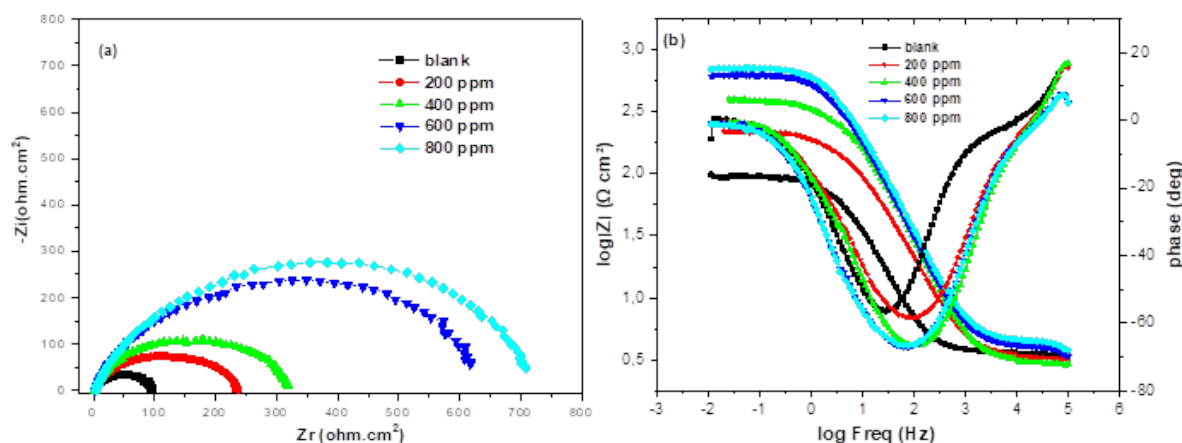 (a)
blank
200 ppm
400 ppm
600 ppm
800 ppm
800
700
600
500
400
300
200
100
0
-Zi(ohm.cm²)
0 100 200 300 400 500 600 700 800
Zr (ohm.cm²)
(b)
blank
200 ppm
400 ppm
600 ppm
800 ppm
3,0
2,5
2,0
1,5
1,0
0,5
log|Z| (Ω cm²)
20
0
-20
-40
-60
-80
phase (deg)
-3 -2 -1 0 1 2 3 4 5 6
log Freq (Hz)